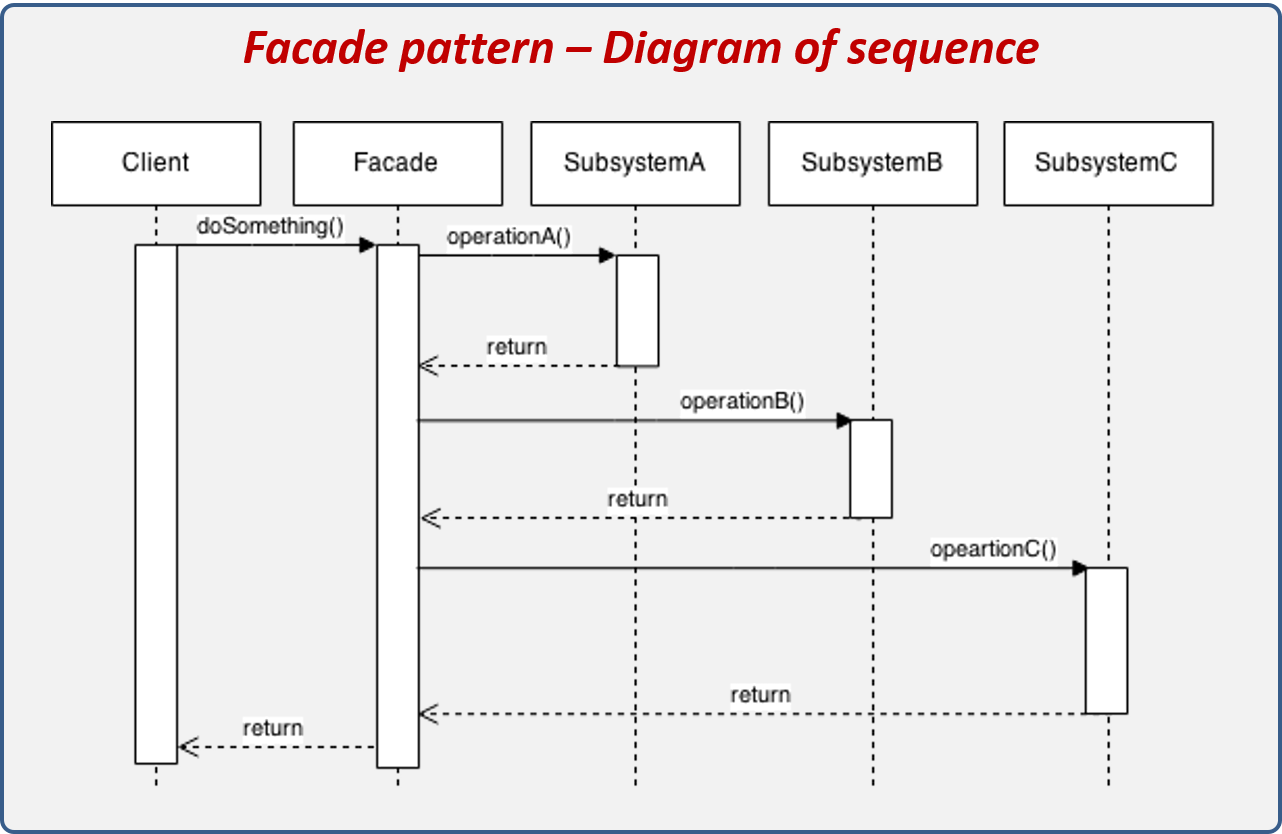 Facade pattern – Diagram of sequence
Client
Facade
SubsystemA
SubsystemB
SubsystemC
doSomething()
operationA()
return
operationB()
return
opeartionC()
return
return